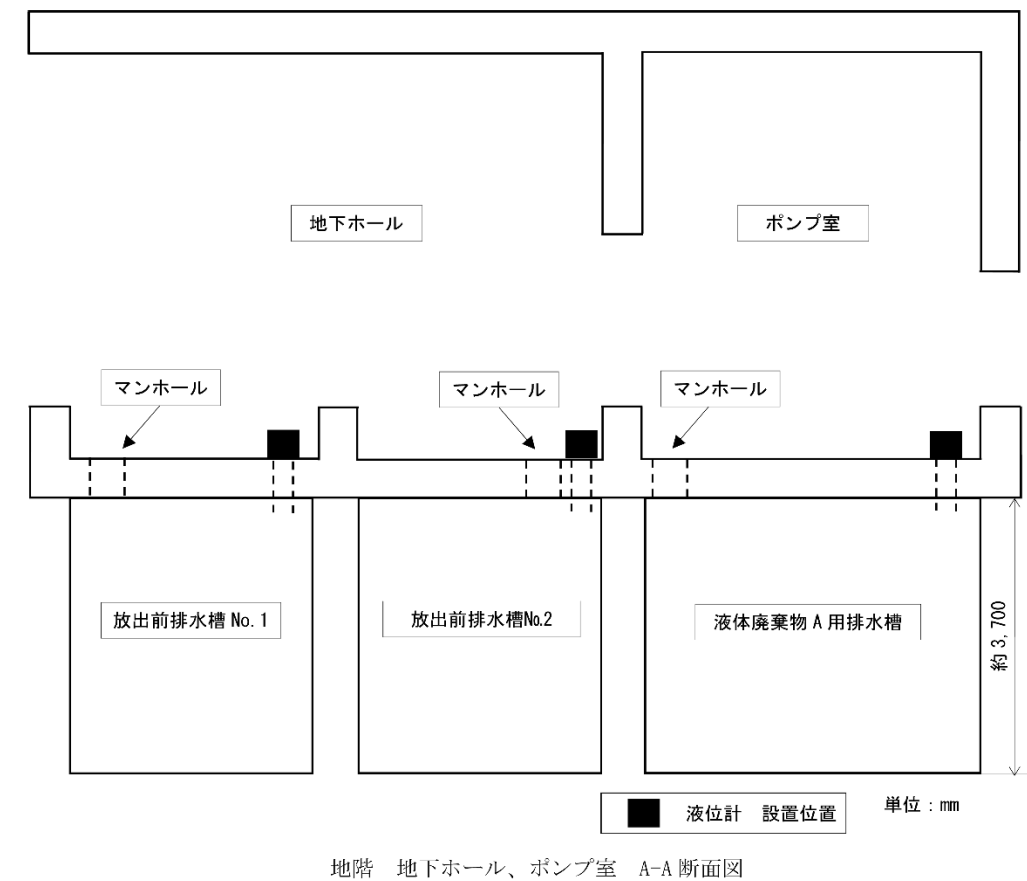 地下ホール
ポンプ室
マンホール
マンホール
マンホール
放出前排水槽 No. 1
放出前排水槽№2
液体廃棄物 A 用排水槽
約 3, 700
液位計　設置位置
単位：mm
地階　地下ホール、ポンプ室　A-A 断面図